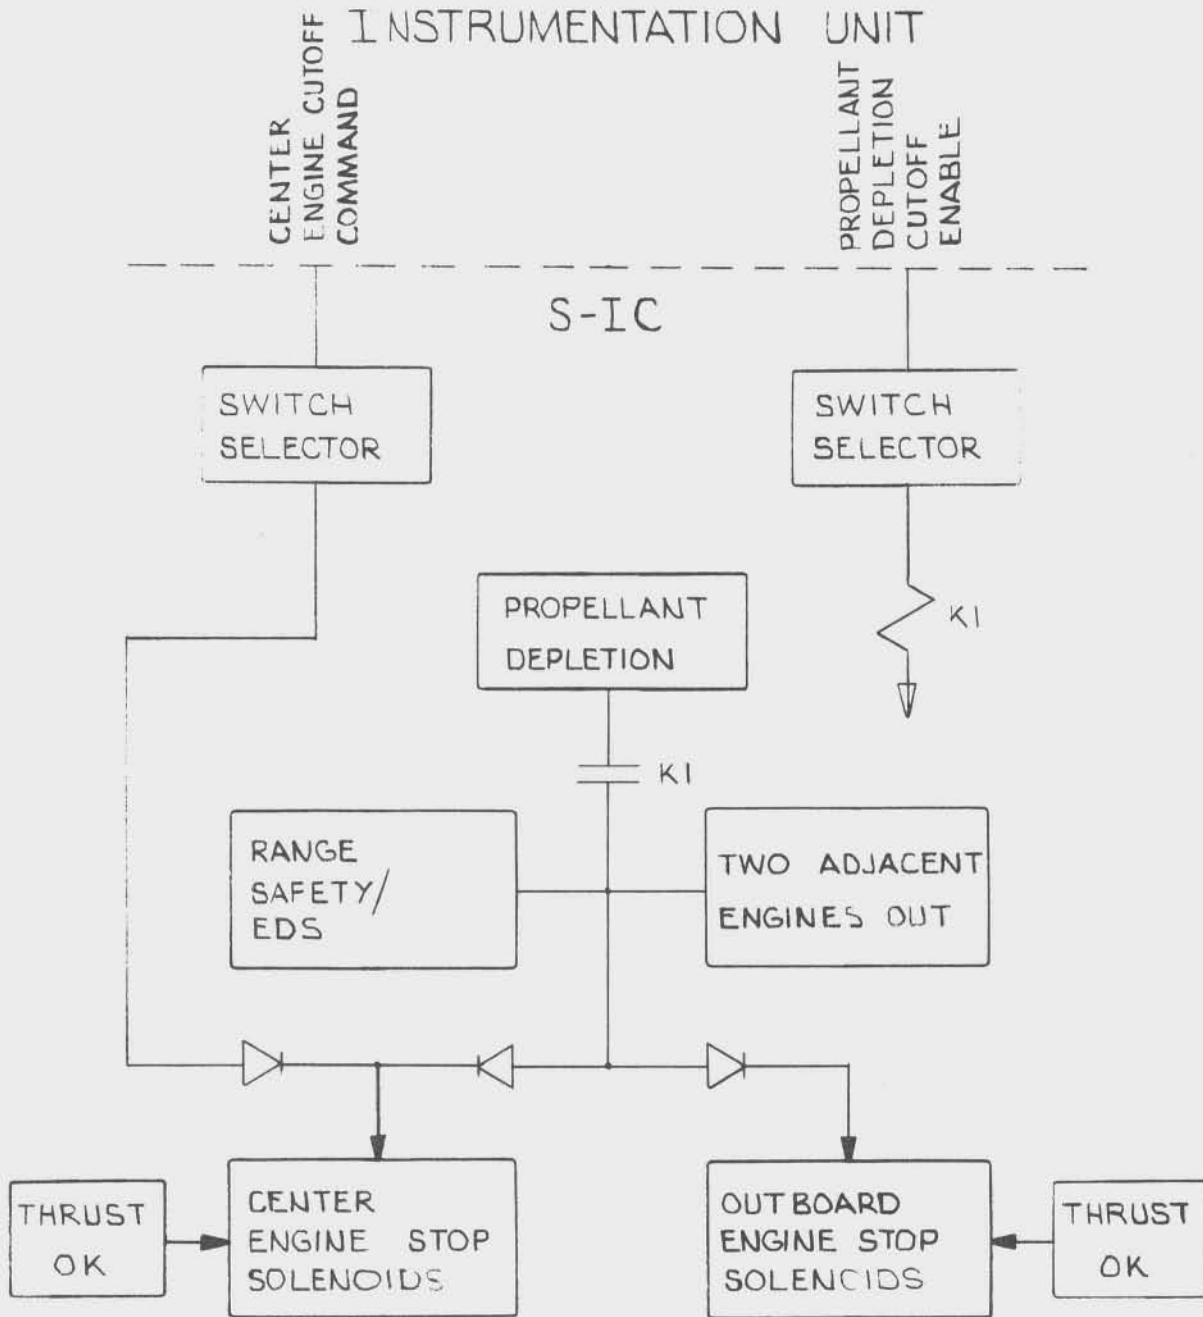 INSTRUMENTATION UNIT
CENTER
ENGINE CUTOFF
COMMAND
PROPELLANT
DEPLETION
CUTOFF
ENABLE
S-IC
SWITCH
SELECTOR
SWITCH
SELECTOR
PROPELLANT
DEPLETION
K1
K1
RANGE
SAFETY/
EDS
TWO ADJACENT
ENGINES OUT
THRUST
OK
CENTER
ENGINE STOP
SOLENOIDS
OUTBOARD
ENGINE STOP
SOLENOIDS
THRUST
OK